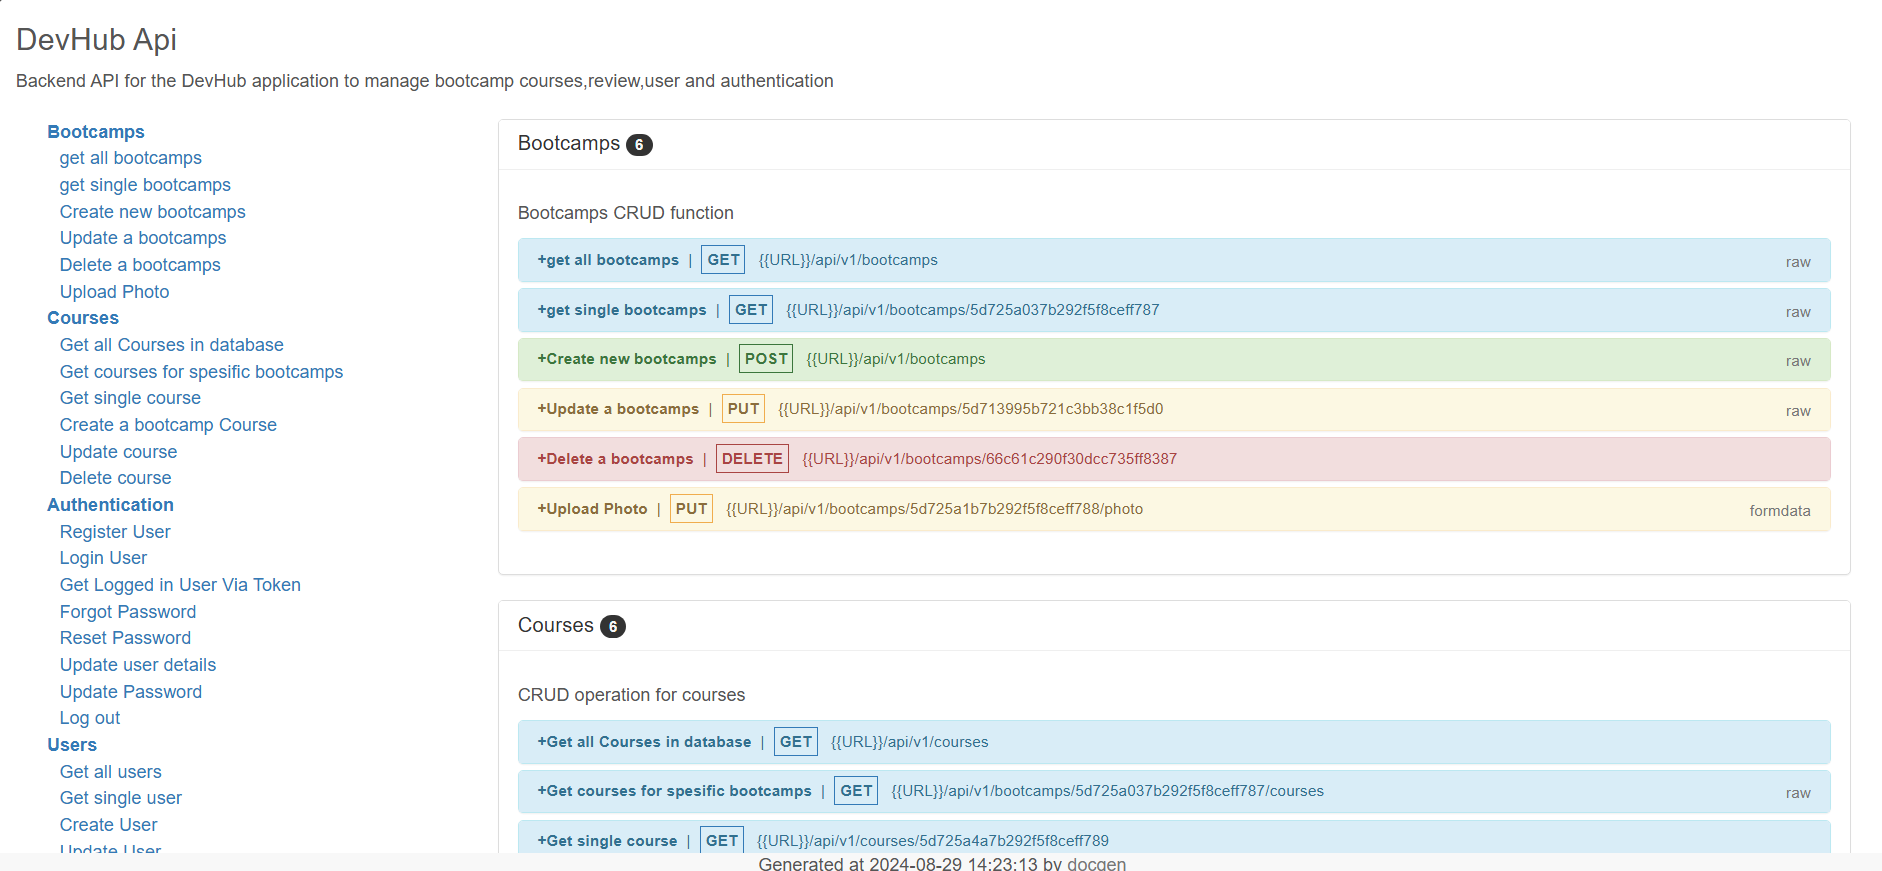 DevHub Api
Backend API for the DevHub application to manage bootcamp courses,review,user and authentication
Bootcamps
get all bootcamps
get single bootcamps
Create new bootcamps
Update a bootcamps
Delete a bootcamps
Upload Photo
Courses
Get all Courses in database
Get courses for spesific bootcamps
Get single course
Create a bootcamp Course
Update course
Delete course
Authentication
Register User
Login User
Get Logged in User Via Token
Forgot Password
Reset Password
Update user details
Update Password
Log out
Users
Get all users
Get single user
Create User
Update User
Bootcamps 6
Bootcamps CRUD function
+get all bootcamps | GET {{URL}}/api/v1/bootcamps raw
+get single bootcamps | GET {{URL}}/api/v1/bootcamps/5d725a037b292f5f8ceff787 raw
+Create new bootcamps | POST {{URL}}/api/v1/bootcamps raw
+Update a bootcamps | PUT {{URL}}/api/v1/bootcamps/5d713995b721c3bb38c1f5d0 raw
+Delete a bootcamps | DELETE {{URL}}/api/v1/bootcamps/66c61c290f30dcc735ff8387
+Upload Photo | PUT {{URL}}/api/v1/bootcamps/5d725a1b7b292f5f8ceff788/photo formdata
Courses 6
CRUD operation for courses
+Get all Courses in database | GET {{URL}}/api/v1/courses
+Get courses for spesific bootcamps | GET {{URL}}/api/v1/bootcamps/5d725a037b292f5f8ceff787/courses raw
+Get single course | GET {{URL}}/api/v1/courses/5d725a4a7b292f5f8ceff789
Generated at 2024-08-29 14:23:13 by docgen